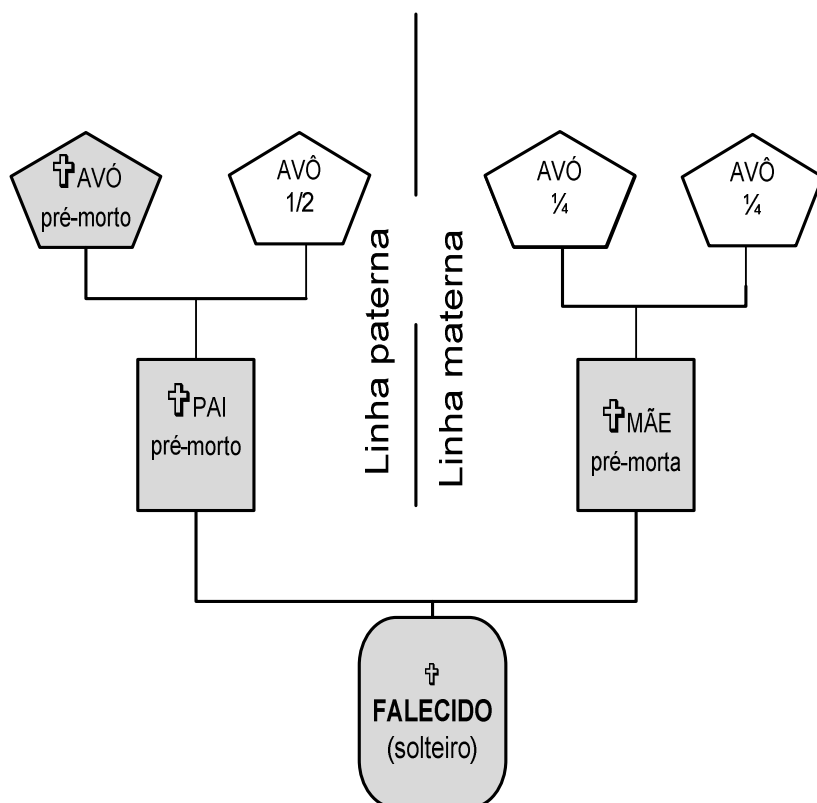 ✝AVÓ
pré-morto
AVÔ
1/2
AVÓ
¼
AVÔ
¼
Linha paterna
Linha materna
✝PAI
pré-morto
✝MÃE
pré-morta
✝
FALECIDO
(solteiro)